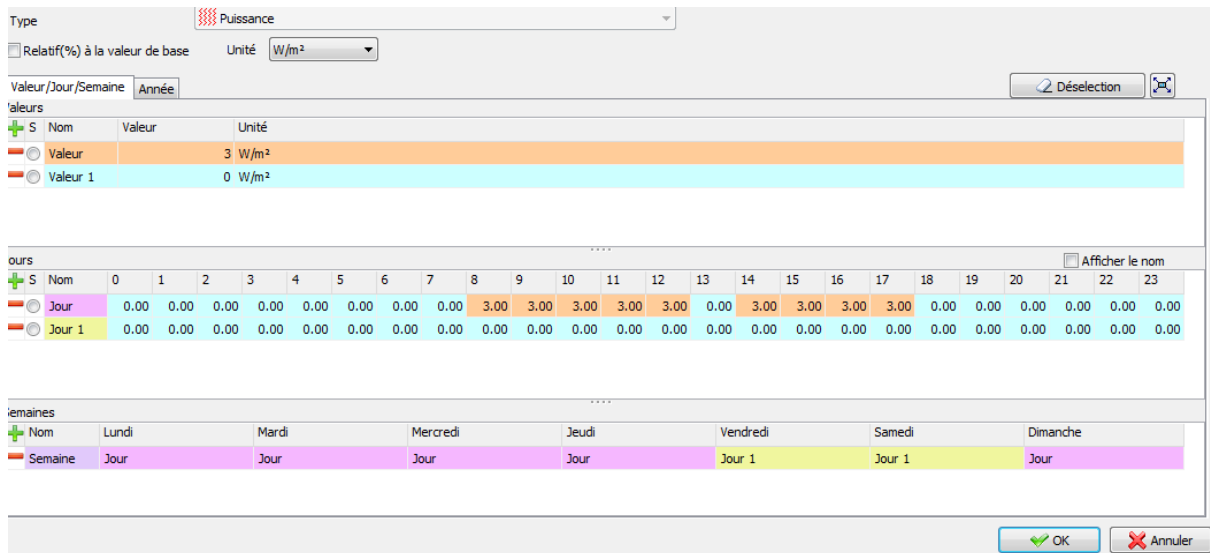 Type Puissance
Relatif(%) à la valeur de base Unité W/m²
Valeur/Jour/Semaine Année Déselection
Valeurs
S Nom Valeur Unité
Valeur 3 W/m²
Valeur 1 0 W/m²
ours Afficher le nom
S Nom 0 1 2 3 4 5 6 7 8 9 10 11 12 13 14 15 16 17 18 19 20 21 22 23
Jour 0.00 0.00 0.00 0.00 0.00 0.00 0.00 0.00 3.00 3.00 3.00 3.00 3.00 0.00 3.00 3.00 3.00 3.00 0.00 0.00 0.00 0.00 0.00 0.00
Jour 1 0.00 0.00 0.00 0.00 0.00 0.00 0.00 0.00 0.00 0.00 0.00 0.00 0.00 0.00 0.00 0.00 0.00 0.00 0.00 0.00 0.00 0.00 0.00 0.00
Semaines
Nom Lundi Mardi Mercredi Jeudi Vendredi Samedi Dimanche
Semaine Jour Jour Jour Jour Jour 1 Jour 1 Jour
OK Annuler